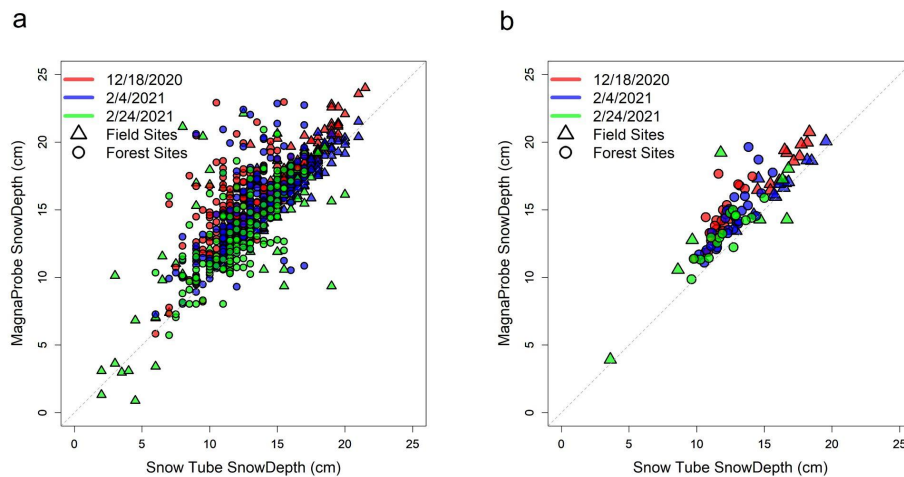 a
25
20
15
10
5
0
MagnaProbe SnowDepth (cm)
12/18/2020
2/4/2021
2/24/2021
Field Sites
Forest Sites
0 5 10 15 20 25
Snow Tube SnowDepth (cm)
b
25
20
15
10
5
0
MagnaProbe SnowDepth (cm)
12/18/2020
2/4/2021
2/24/2021
Field Sites
Forest Sites
0 5 10 15 20 25
Snow Tube SnowDepth (cm)